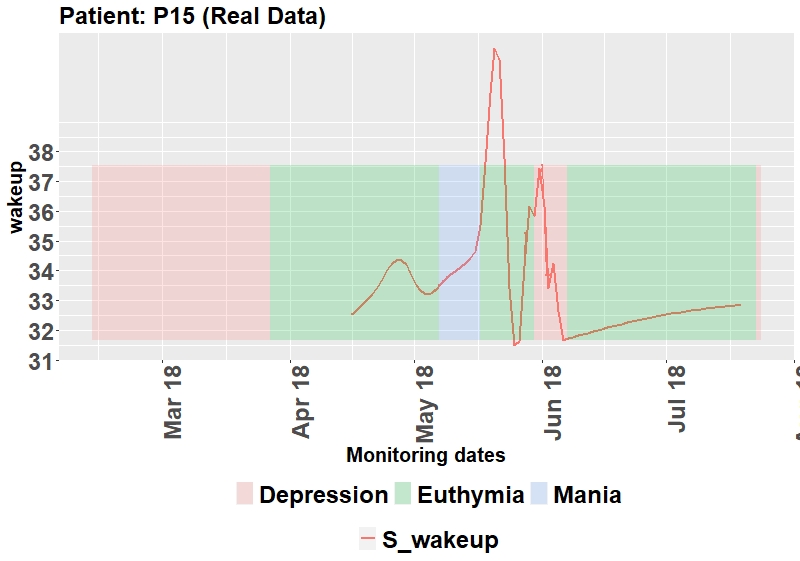 Patient: P15 (Real Data)
wakeup
38
37
36
35
34
33
32
31
Mar 18
Apr 18
May 18
Jun 18
Jul 18
Monitoring dates
Depression Euthymia Mania
S_wakeup